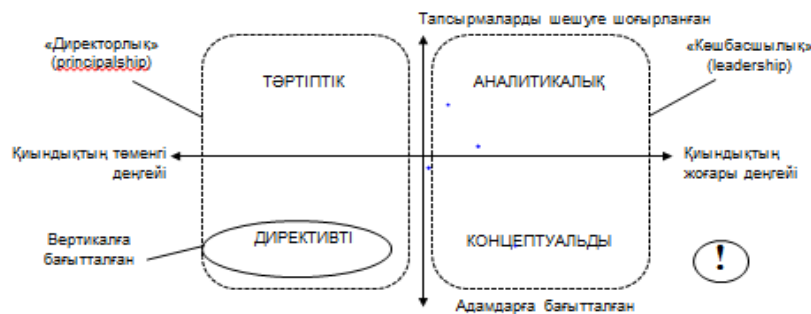 Тапсырмаларды шешуге шоғырланған
«Директорлық»
(principalship)
«Көшбасшылық»
(leadership)
ТӘРТІПТІК
АНАЛИТИКАЛЫҚ
Қиындықтың төменгі
деңгейі
Қиындықтың
жоғары деңгейі
Вертикалға
бағытталған
ДИРЕКТИВТІ
КОНЦЕПТУАЛЬДЫ
!
Адамдарға бағытталған